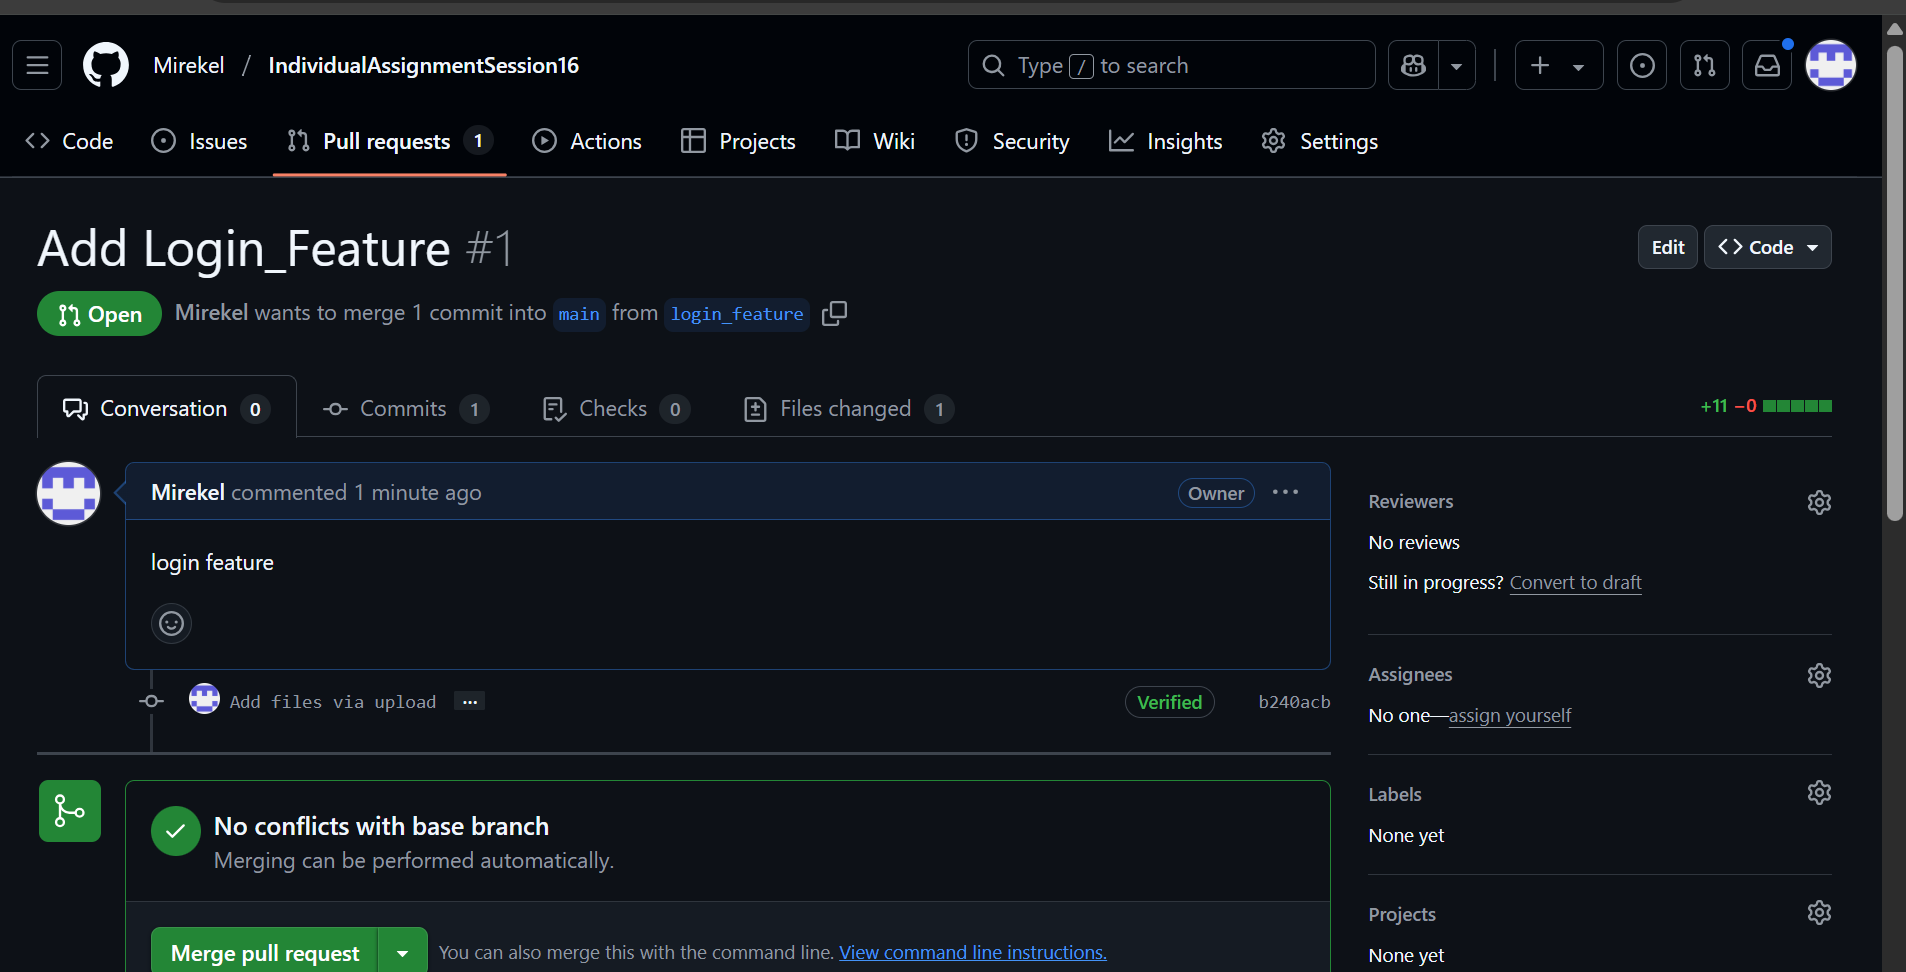 Mirekel / IndividualAssignmentSession16
Type / to search
Code
Issues
Pull requests 1
Actions
Projects
Wiki
Security
Insights
Settings
Add Login_Feature #1
Edit
Code
Open
Mirekel wants to merge 1 commit into main from login_feature
Conversation 0
Commits 1
Checks 0
Files changed 1
+11 −0
Mirekel commented 1 minute ago
Owner
login feature
Add files via upload
Verified
b240acb
No conflicts with base branch
Merging can be performed automatically.
Merge pull request
You can also merge this with the command line. View command line instructions.
Reviewers
No reviews
Still in progress? Convert to draft
Assignees
No one—assign yourself
Labels
None yet
Projects
None yet